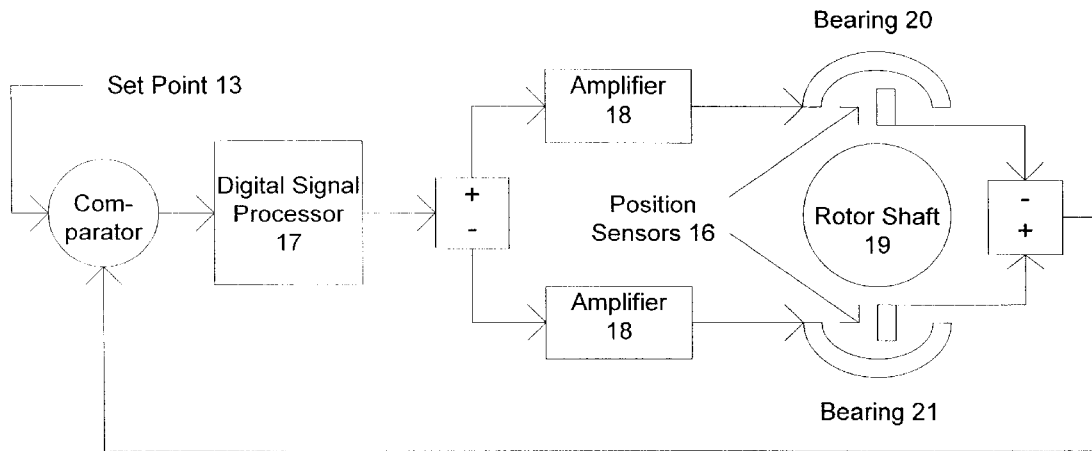 Bearing 20
Set Point 13
Amplifier
18
Com-
parator
Digital Signal
Processor
17
+
-
Position
Sensors 16
Rotor Shaft
19
-
+
Amplifier
18
Bearing 21